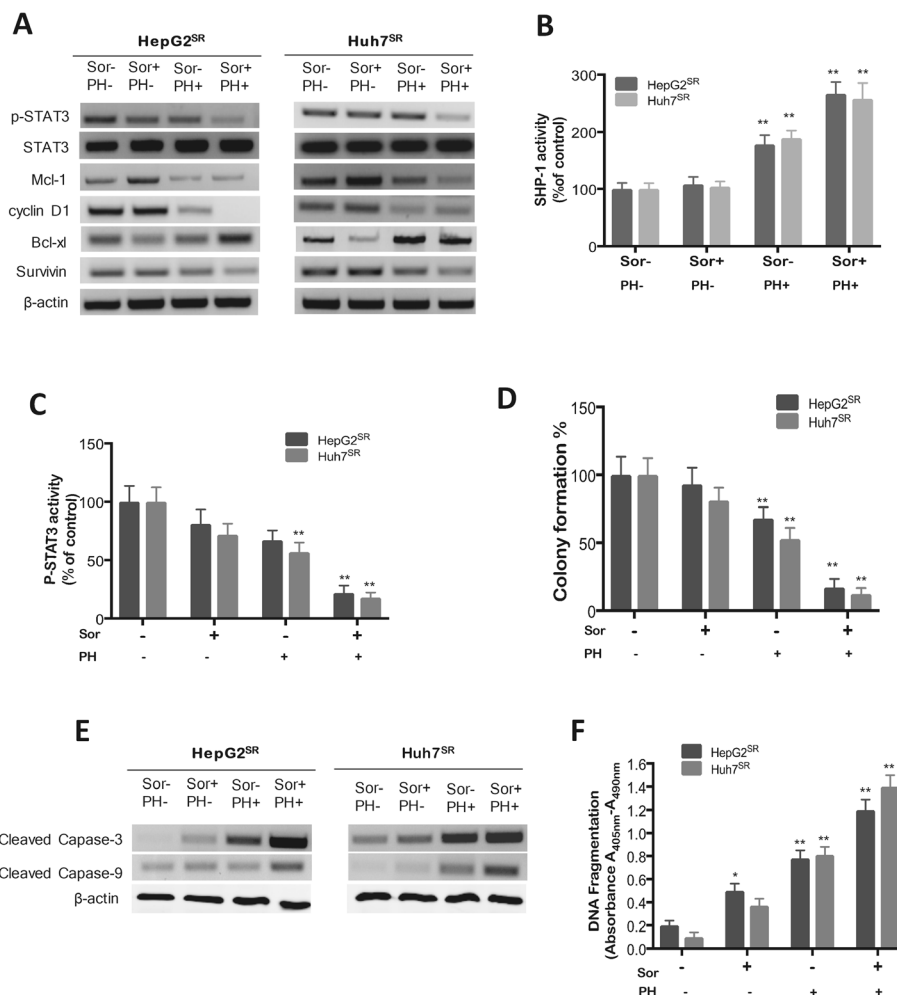 A
HepG2SR
Huh7SR
Sor- Sor+ Sor- Sor+
PH- PH- PH+ PH+
Sor- Sor+ Sor- Sor+
PH- PH- PH+ PH+
p-STAT3
STAT3
Mcl-1
cyclin D1
Bcl-xl
Survivin
β-actin
B
HepG2SR
Huh7SR
SHP-1 activity
(%of control)
300
200
100
0
** **
** **
Sor- Sor+ Sor- Sor+
PH- PH- PH+ PH+
C
HepG2SR
Huh7SR
P-STAT3 activity
(% of control)
150
100
50
0
**
** **
Sor - + - +
PH - - + +
D
HepG2SR
Huh7SR
Colony formation %
150
100
50
0
** **
** **
Sor - + - +
PH - - + +
E
HepG2SR
Huh7SR
Sor- Sor+ Sor- Sor+
PH- PH- PH+ PH+
Sor- Sor+ Sor- Sor+
PH- PH- PH+ PH+
Cleaved Capase-3
Cleaved Capase-9
β-actin
F
HepG2SR
Huh7SR
DNA Fragmentation
(Absorbance A405nm-A490nm
1.6
1.4
1.2
1.0
0.8
0.6
0.4
0.2
0.0
*
** **
** **
Sor - + - +
PH - - + +